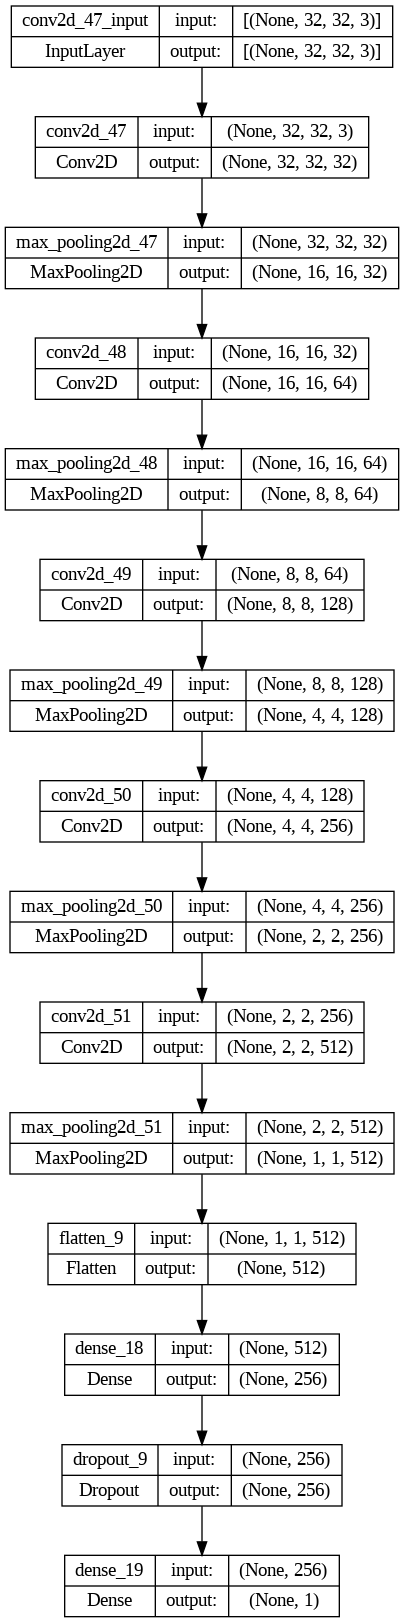 conv2d_47_input input: [(None, 32, 32, 3)]
InputLayer output: [(None, 32, 32, 3)]
conv2d_47 input: (None, 32, 32, 3)
Conv2D output: (None, 32, 32, 32)
max_pooling2d_47 input: (None, 32, 32, 32)
MaxPooling2D output: (None, 16, 16, 32)
conv2d_48 input: (None, 16, 16, 32)
Conv2D output: (None, 16, 16, 64)
max_pooling2d_48 input: (None, 16, 16, 64)
MaxPooling2D output: (None, 8, 8, 64)
conv2d_49 input: (None, 8, 8, 64)
Conv2D output: (None, 8, 8, 128)
max_pooling2d_49 input: (None, 8, 8, 128)
MaxPooling2D output: (None, 4, 4, 128)
conv2d_50 input: (None, 4, 4, 128)
Conv2D output: (None, 4, 4, 256)
max_pooling2d_50 input: (None, 4, 4, 256)
MaxPooling2D output: (None, 2, 2, 256)
conv2d_51 input: (None, 2, 2, 256)
Conv2D output: (None, 2, 2, 512)
max_pooling2d_51 input: (None, 2, 2, 512)
MaxPooling2D output: (None, 1, 1, 512)
flatten_9 input: (None, 1, 1, 512)
Flatten output: (None, 512)
dense_18 input: (None, 512)
Dense output: (None, 256)
dropout_9 input: (None, 256)
Dropout output: (None, 256)
dense_19 input: (None, 256)
Dense output: (None, 1)